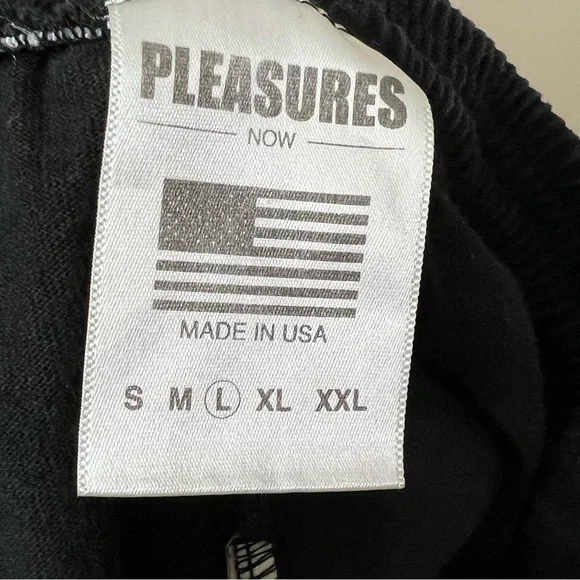 PLEASURES
NOW
MADE IN USA
S M L XL XXL